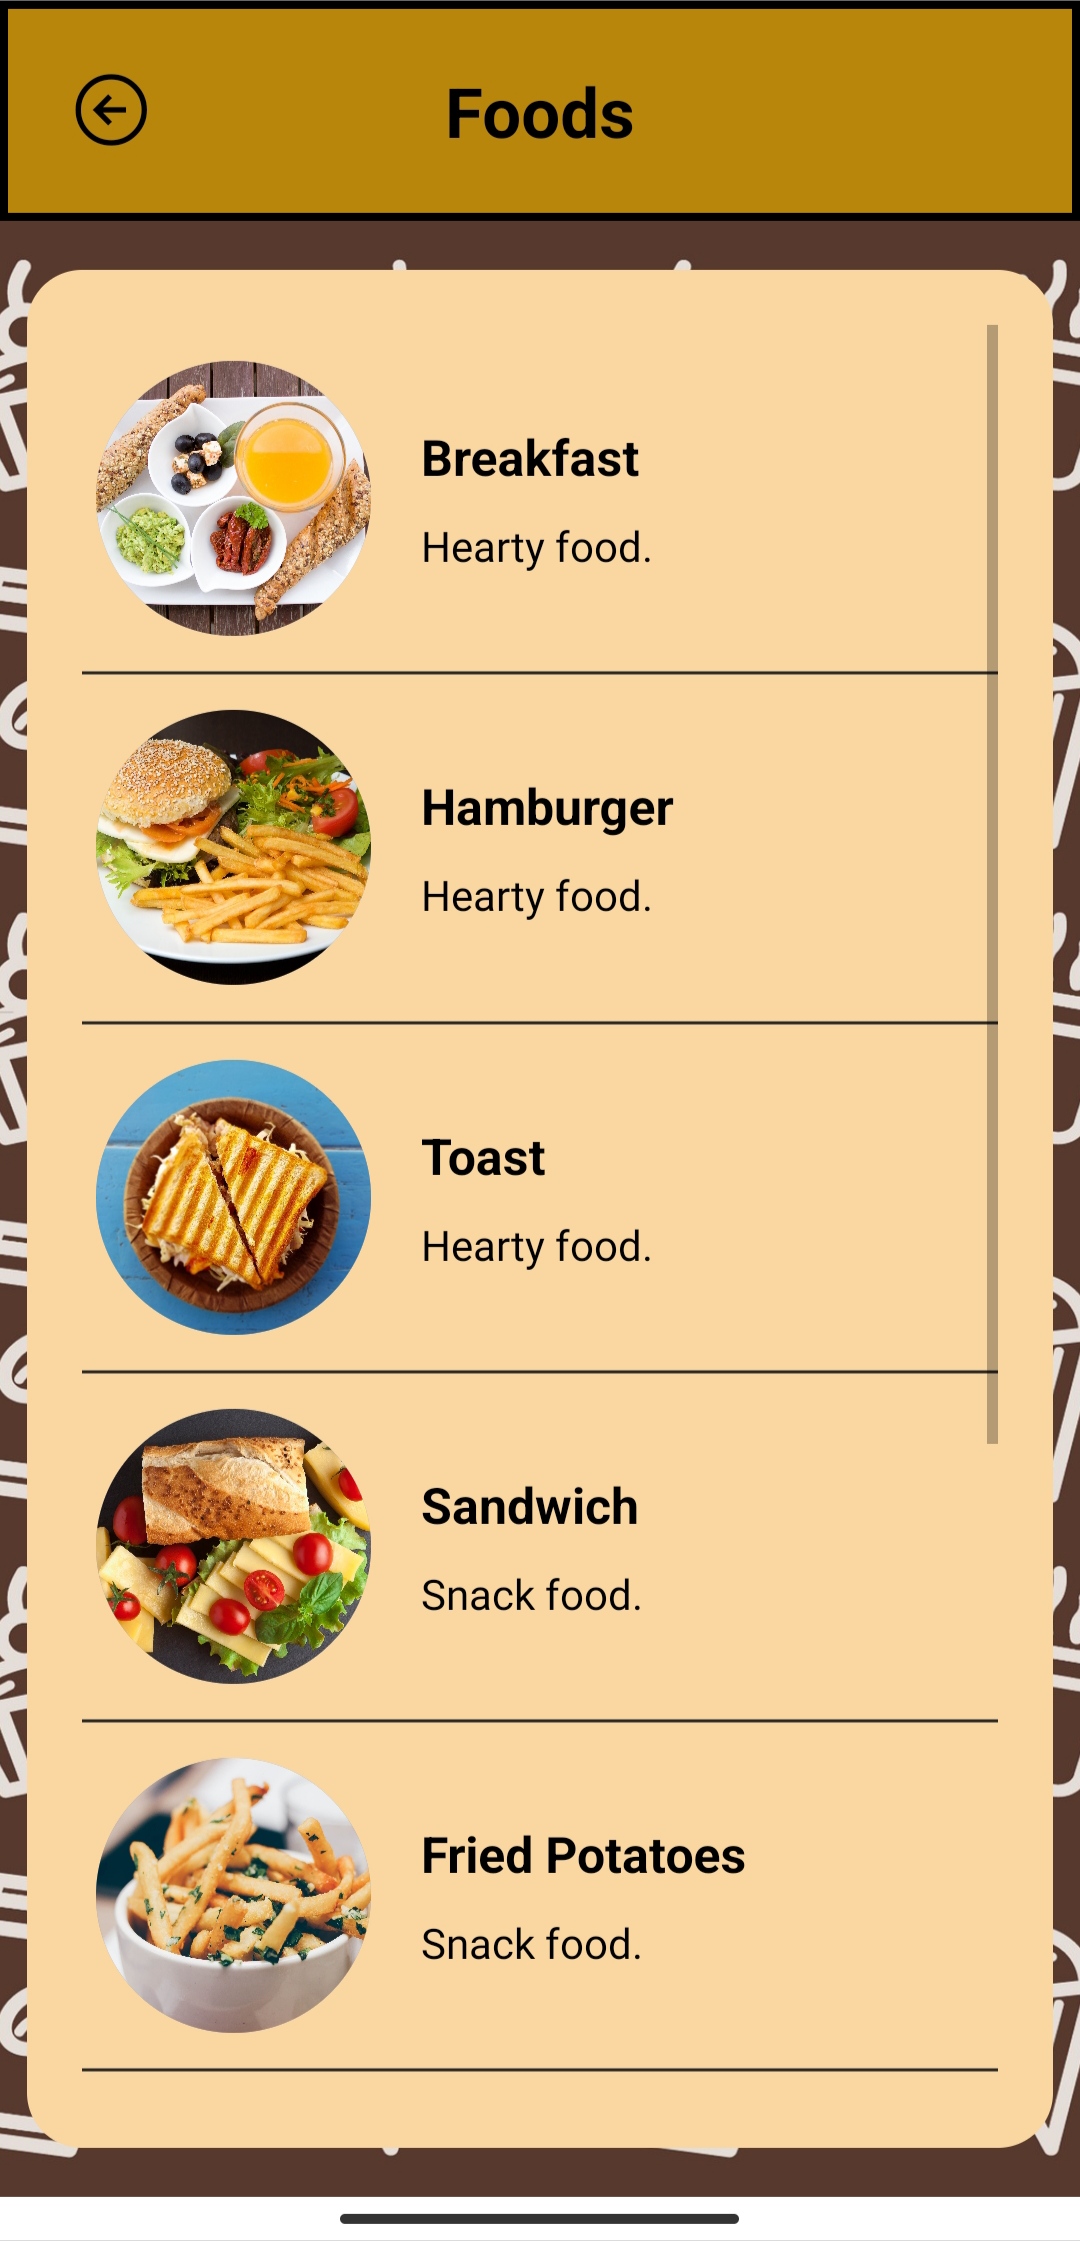 Foods
Breakfast
Hearty food.
Hamburger
Hearty food.
Toast
Hearty food.
Sandwich
Snack food.
Fried Potatoes
Snack food.